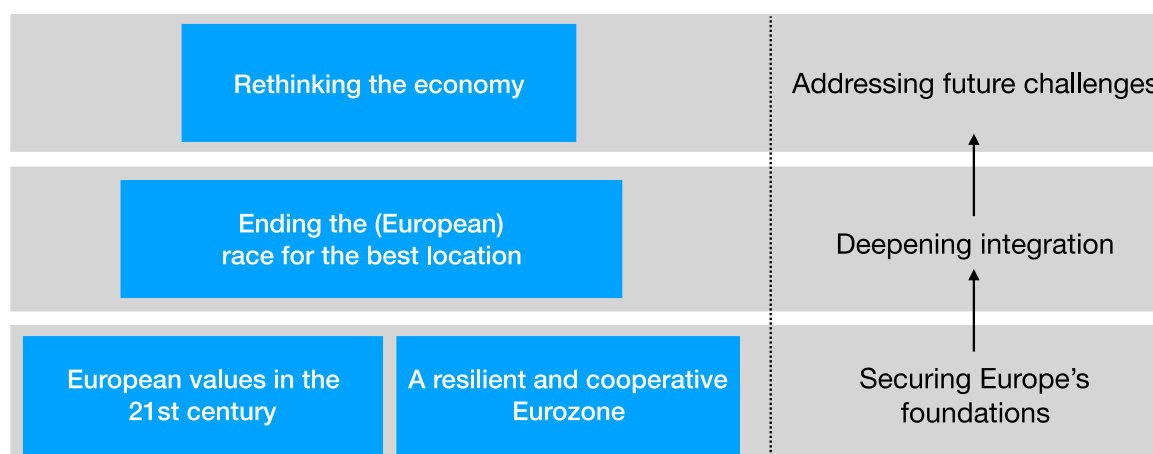 Rethinking the economy
Addressing future challenges
Ending the (European)
race for the best location
Deepening integration
European values in the
21st century
A resilient and cooperative
Eurozone
Securing Europe's
foundations